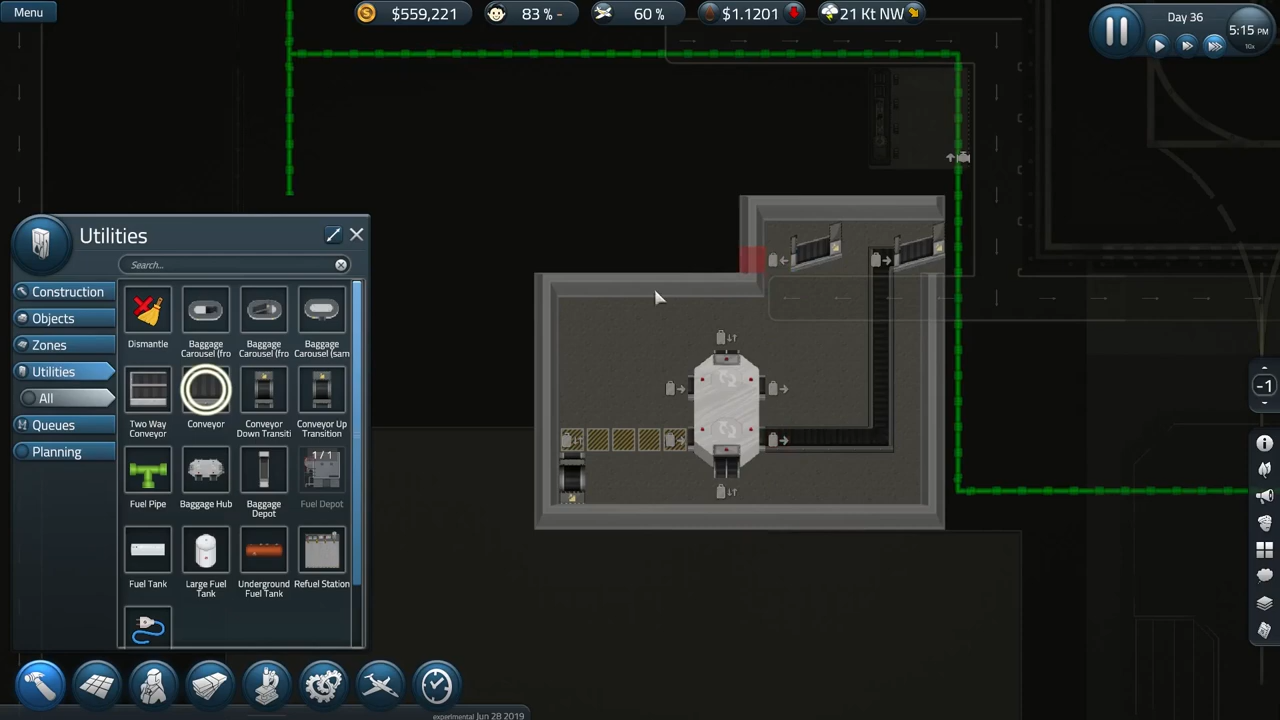 Menu
$559,221
83 % -
60 %
$1.1201
21 Kt NW
Day 36
5:15 PM
10x
Utilities
Search...
Construction
Objects
Zones
Utilities
All
Queues
Planning
Dismantle
Baggage Carousel (fro
Baggage Carousel (fro
Baggage Carousel (sam
Two Way Conveyor
Conveyor
Conveyor Down Transiti
Conveyor Up Transition
1/1
Fuel Pipe
Baggage Hub
Baggage Depot
Fuel Depot
Fuel Tank
Large Fuel Tank
Underground Fuel Tank
Refuel Station
-1
experimental Jun 28 2019